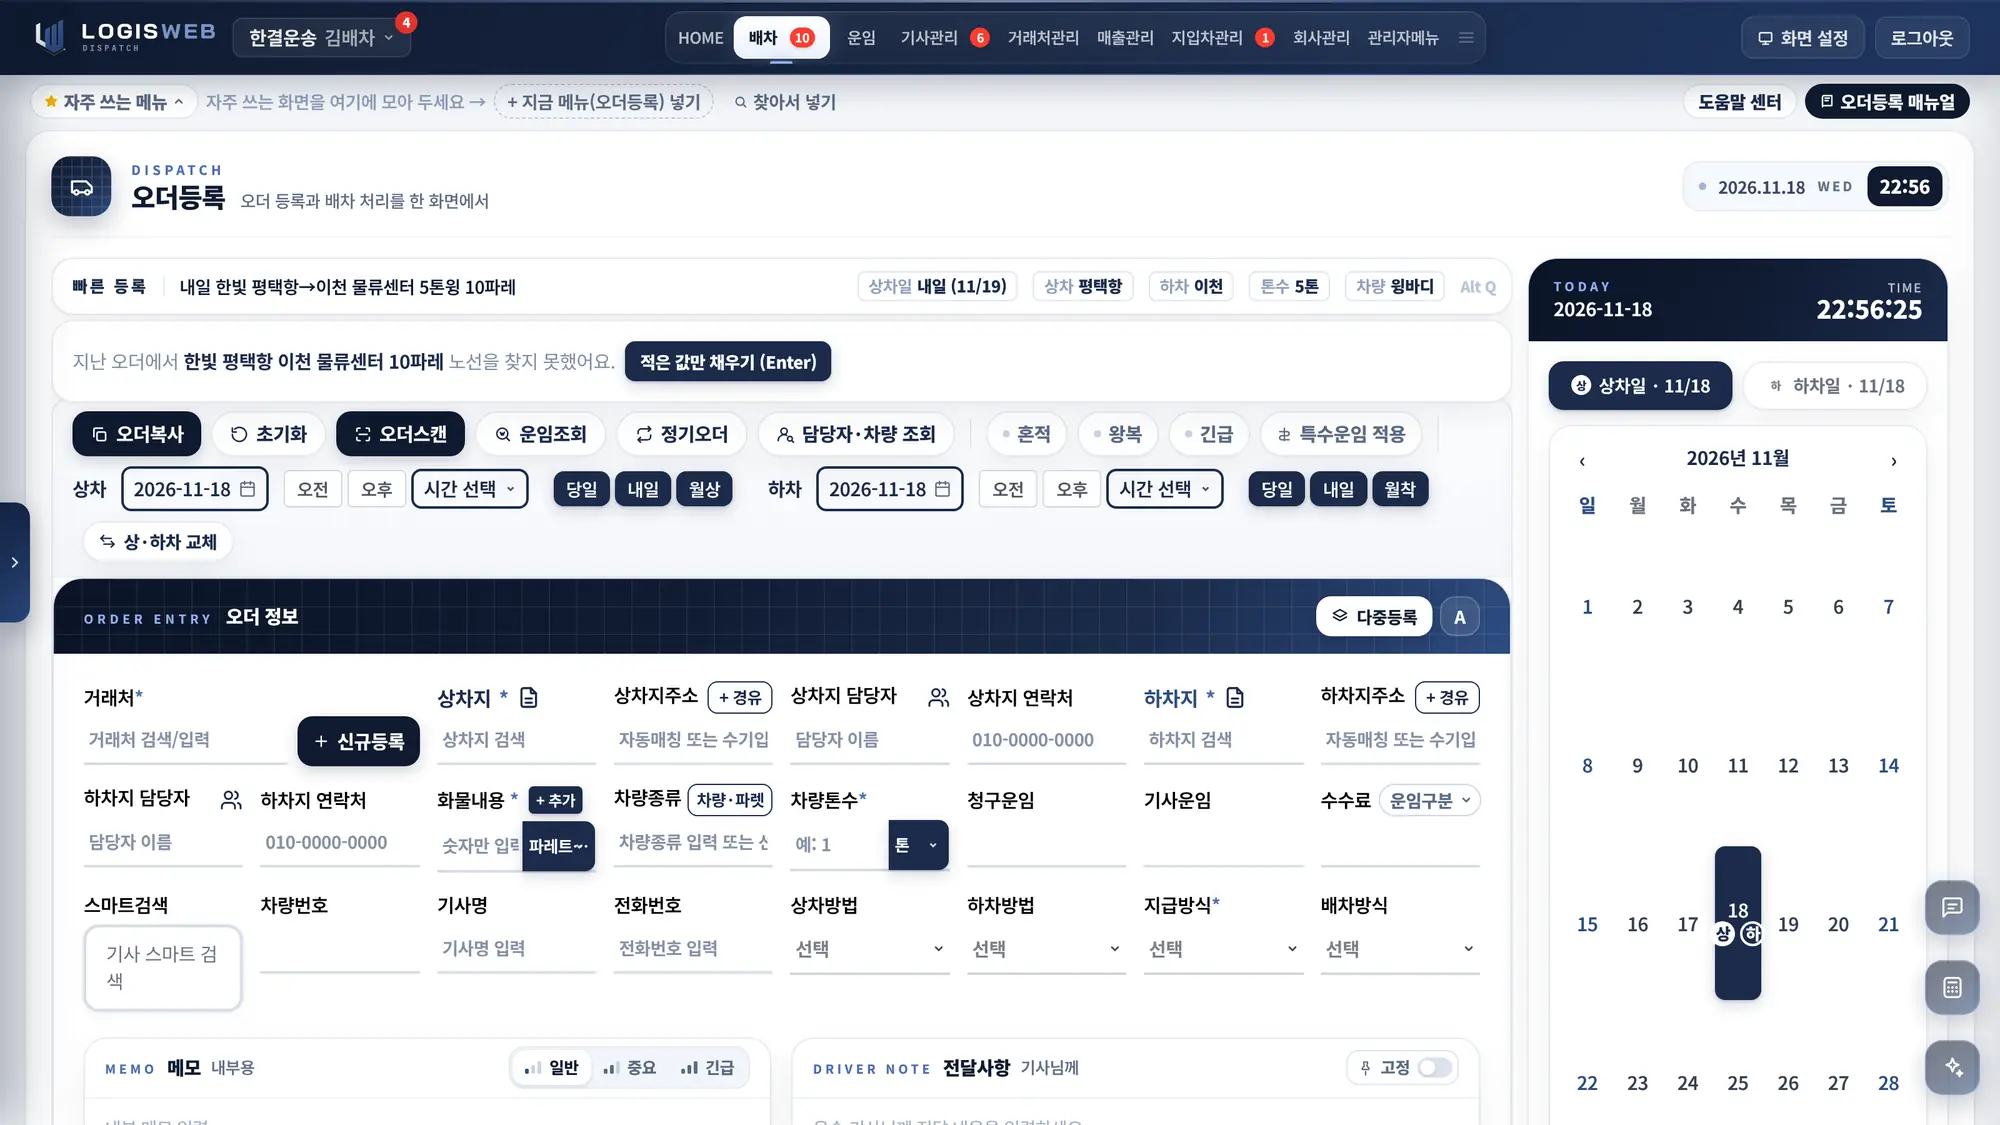 LOGISWEB
DISPATCH
한결운송 김배차
4
HOME
배차 10
운임
기사관리 6
거래처관리
매출관리
지입차관리 1
회사관리
관리자메뉴
화면 설정
로그아웃
자주 쓰는 메뉴
자주 쓰는 화면을 여기에 모아 두세요 →
+ 지금 메뉴(오더등록) 넣기
찾아서 넣기
도움말 센터
오더등록 매뉴얼
DISPATCH
오더등록 오더 등록과 배차 처리를 한 화면에서
2026.11.18 WED 22:56
빠른 등록 내일 한빛 평택항→이천 물류센터 5톤윙 10파레
상차일 내일 (11/19)
상차 평택항
하차 이천
톤수 5톤
차량 윙바디
Alt Q
지난 오더에서 한빛 평택항 이천 물류센터 10파레 노선을 찾지 못했어요.
적은 값만 채우기 (Enter)
오더복사
초기화
오더스캔
운임조회
정기오더
담당자·차량 조회
혼적
왕복
긴급
특수운임 적용
상차 2026-11-18 오전 오후 시간 선택 당일 내일 월상
하차 2026-11-18 오전 오후 시간 선택 당일 내일 월착
상·하차 교체
ORDER ENTRY 오더 정보
다중등록
A
거래처*
거래처 검색/입력
+ 신규등록
상차지 *
상차지 검색
상차지주소 + 경유
자동매칭 또는 수기입
상차지 담당자
담당자 이름
상차지 연락처
010-0000-0000
하차지 *
하차지 검색
하차지주소 + 경유
자동매칭 또는 수기입
하차지 담당자
담당자 이름
하차지 연락처
010-0000-0000
화물내용 * + 추가
숫자만 입력
파레트
차량종류 차량·파렛
차량종류 입력 또는
차량톤수*
예: 1
톤
청구운임
기사운임
수수료 운임구분
스마트검색
기사 스마트 검
색
차량번호
기사명
기사명 입력
전화번호
전화번호 입력
상차방법
선택
하차방법
선택
지급방식*
선택
배차방식
선택
MEMO 메모 내부용
일반
중요
긴급
DRIVER NOTE 전달사항 기사님께
고정
TODAY
2026-11-18
TIME
22:56:25
상 상차일 · 11/18
하 하차일 · 11/18
‹ 2026년 11월 ›
일 월 화 수 목 금 토
1 2 3 4 5 6 7
8 9 10 11 12 13 14
15 16 17 18 19 20 21
상 하
22 23 24 25 26 27 28